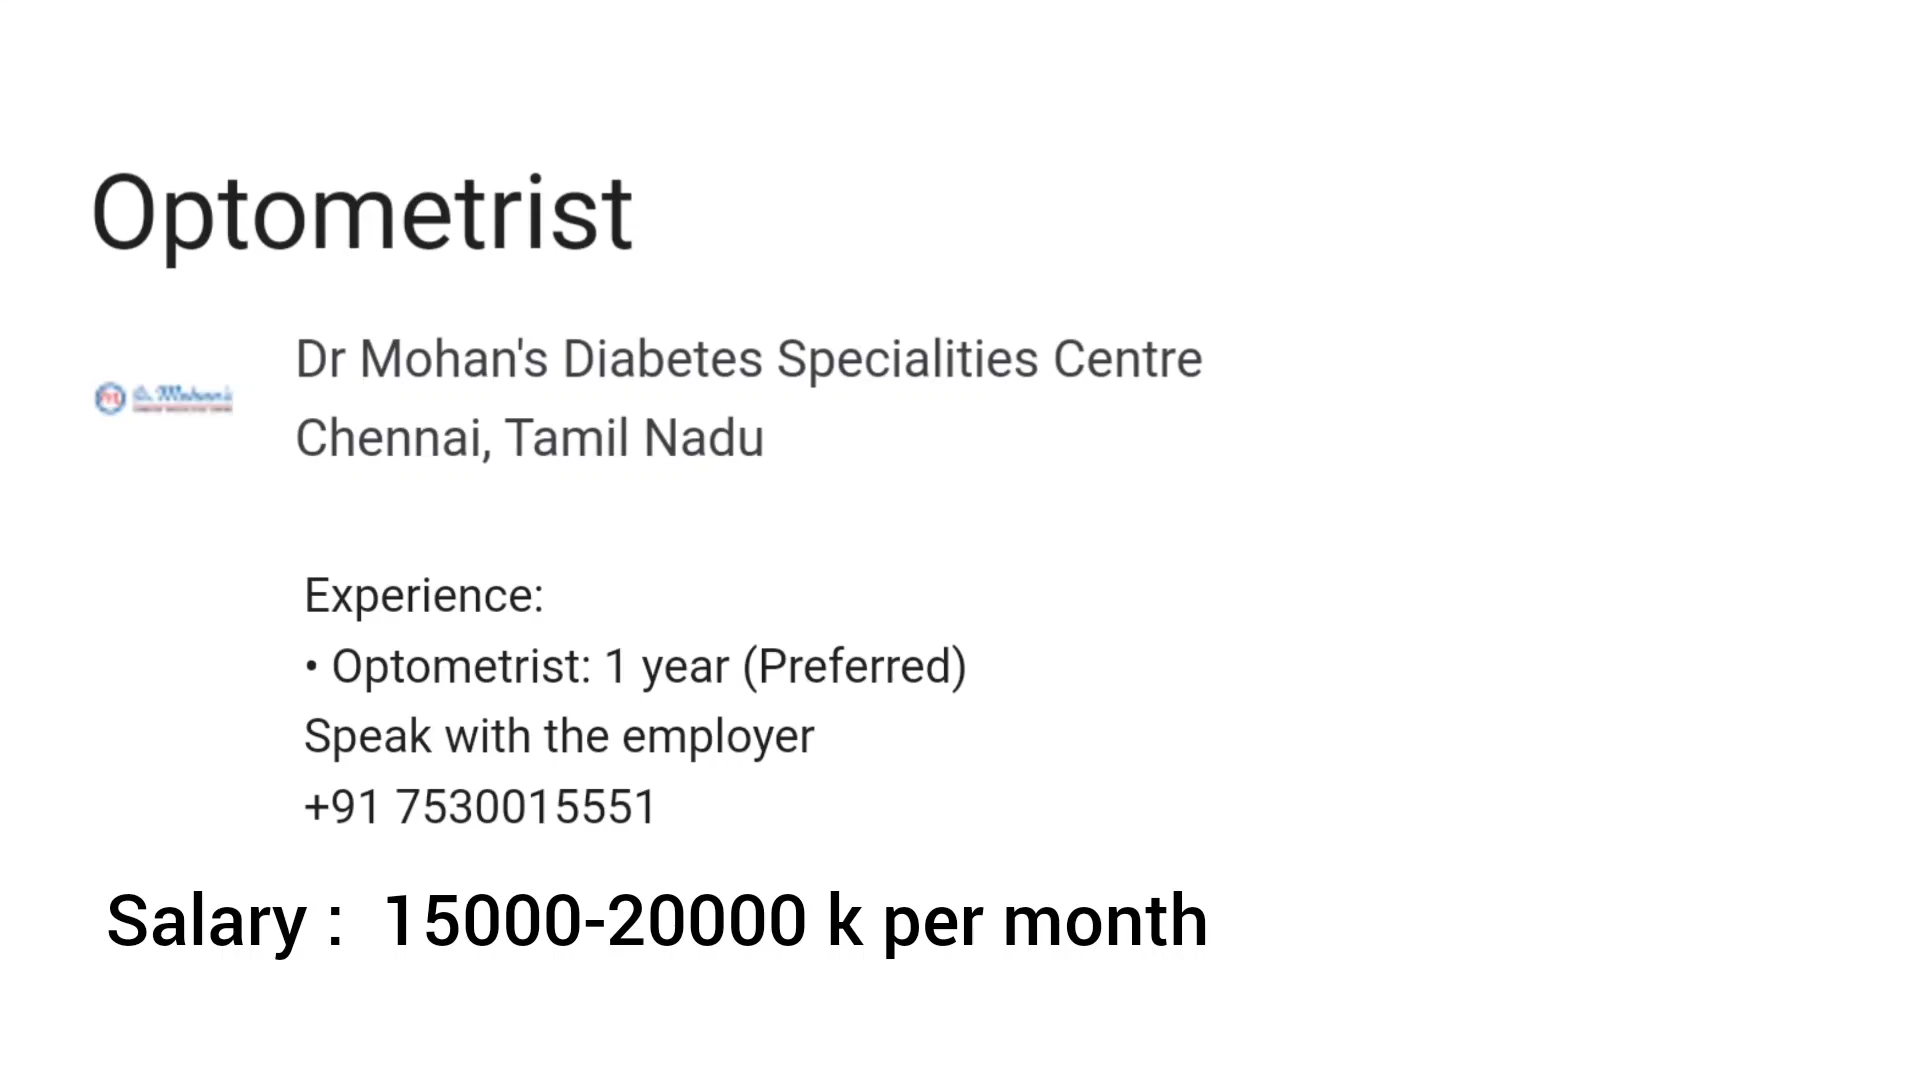 Optometrist
Dr Mohan's Diabetes Specialities Centre
Chennai, Tamil Nadu
Experience:
• Optometrist: 1 year (Preferred)
Speak with the employer
+91 7530015551
Salary : 15000-20000 k per month